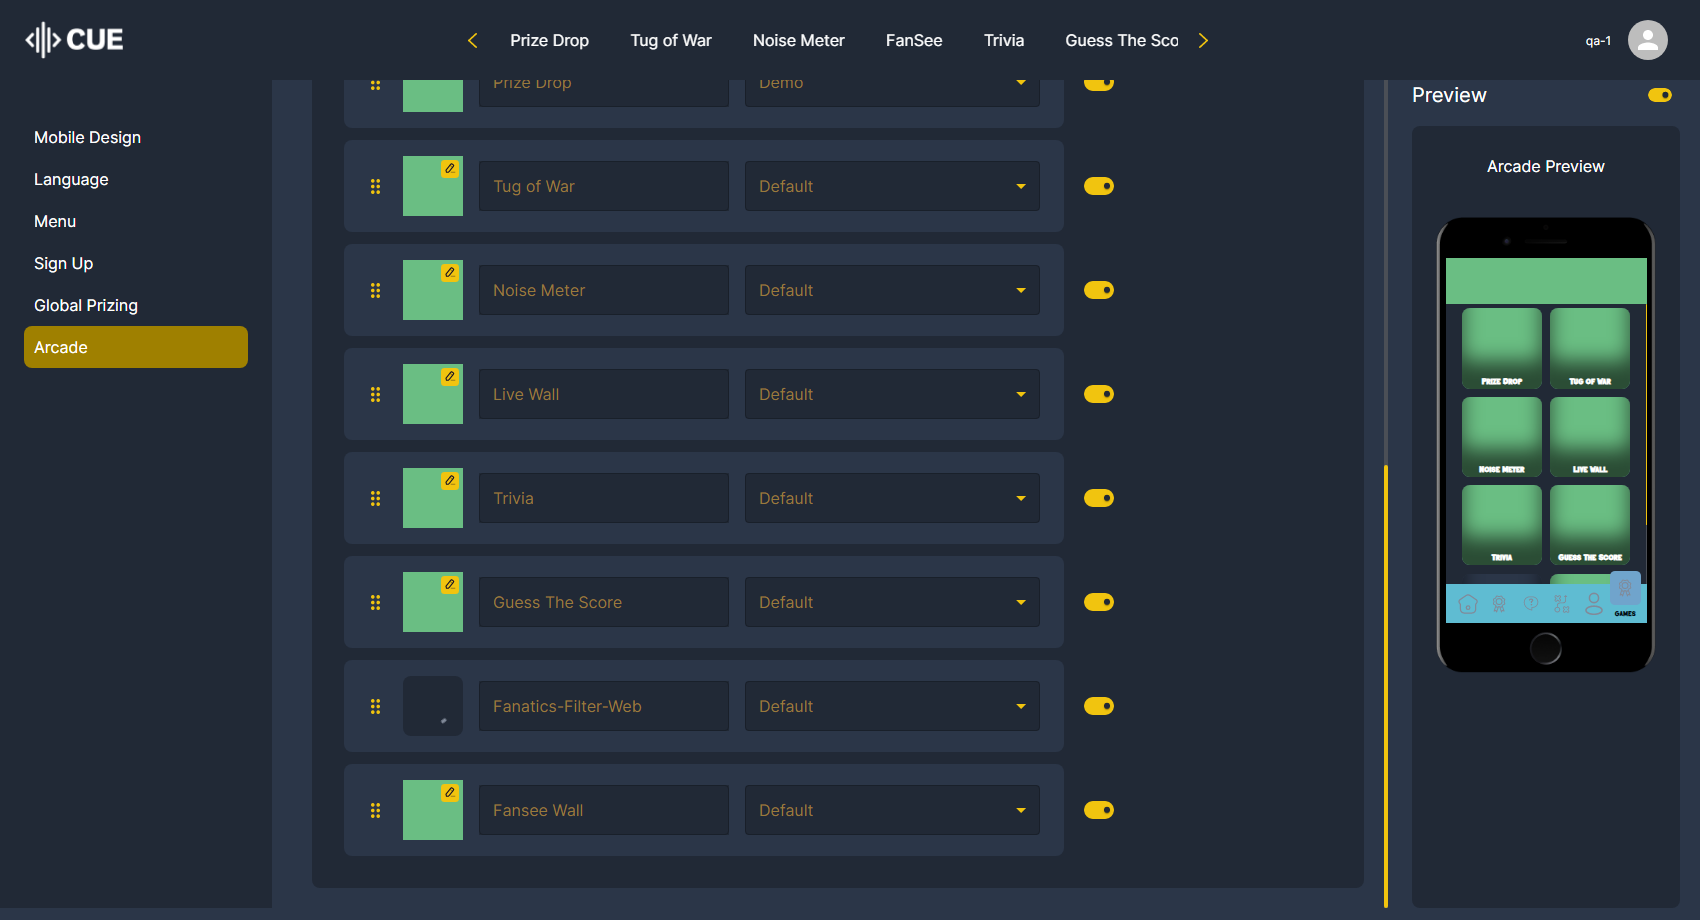 CUE
Prize Drop Tug of War Noise Meter FanSee Trivia Guess The Sco
qa-1
Mobile Design
Language
Menu
Sign Up
Global Prizing
Arcade
Prize Drop Demo
Tug of War Default
Noise Meter Default
Live Wall Default
Trivia Default
Guess The Score Default
Fanatics-Filter-Web Default
Fansee Wall Default
Preview
Arcade Preview
Prize Drop Tug of War
Noise Meter Live Wall
Trivia Guess The Score
GAMES